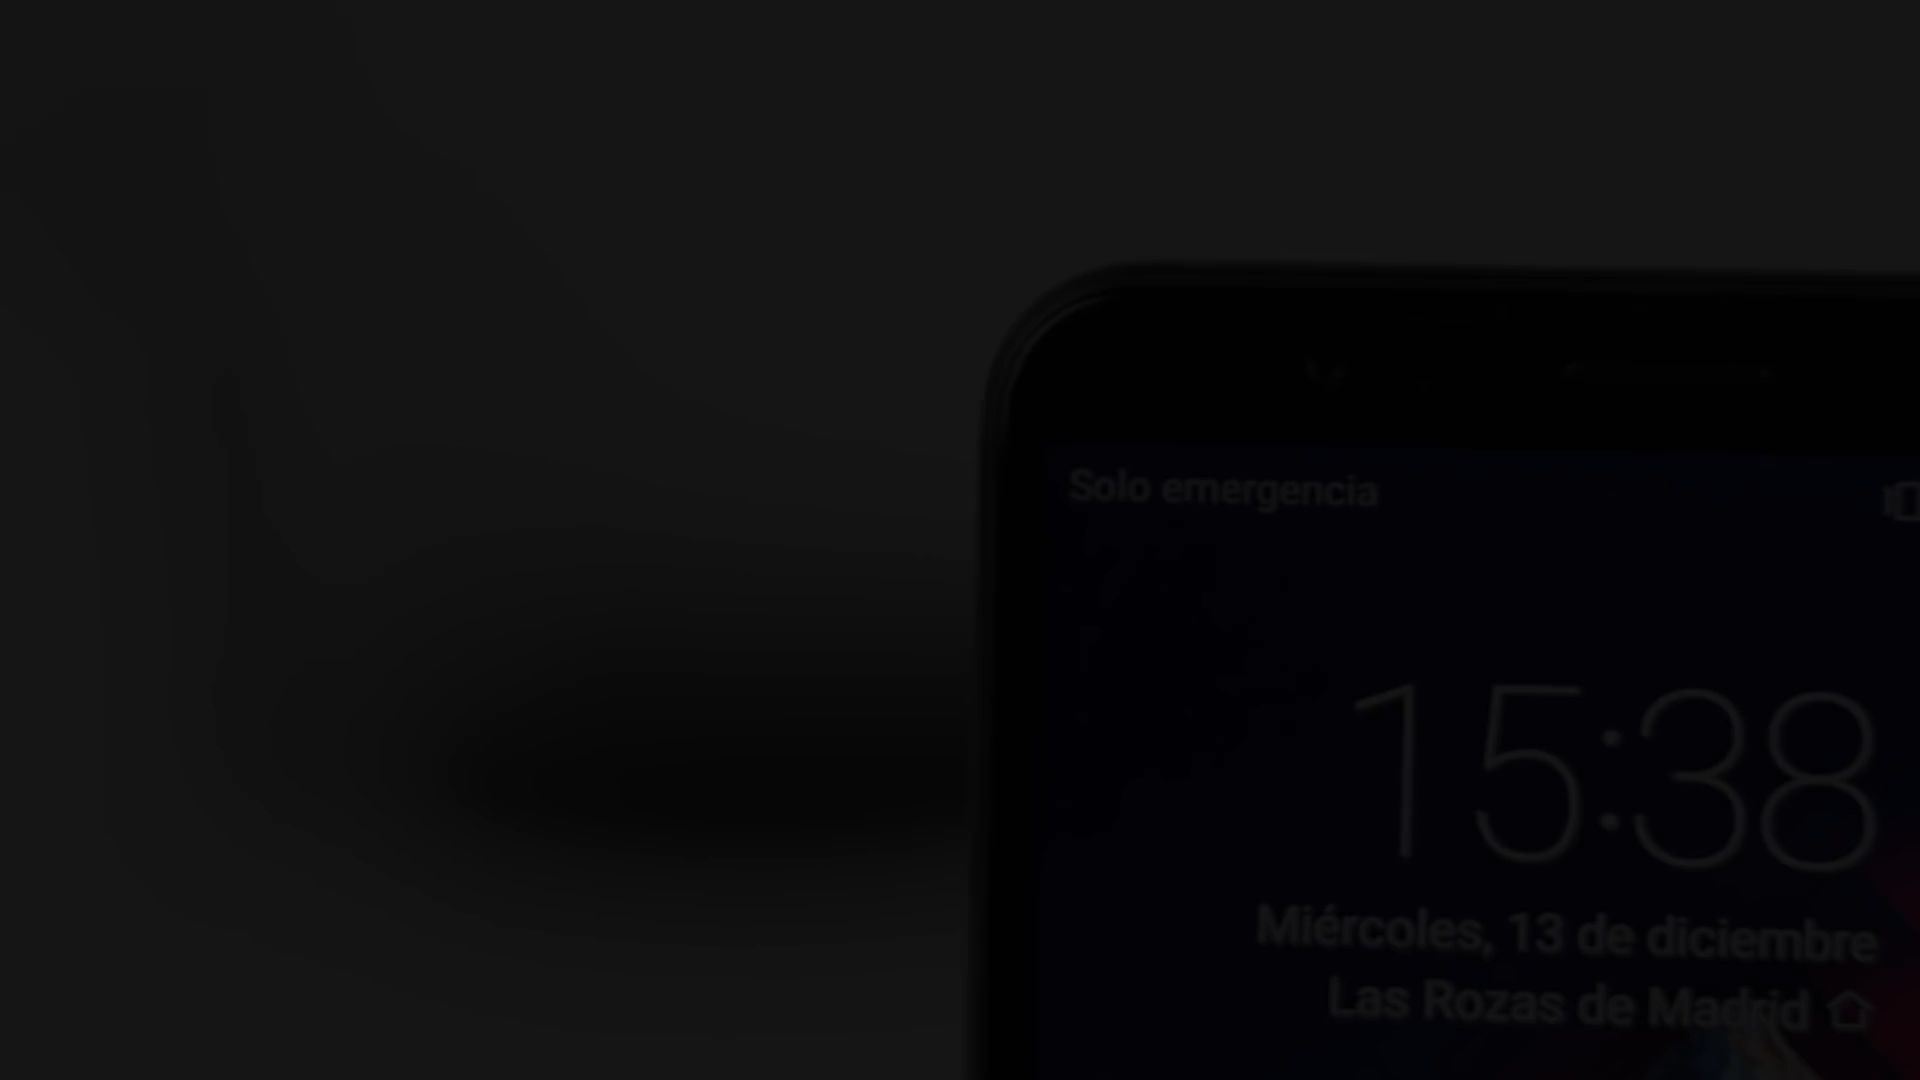 Solo emergencia
15:38
Miércoles, 13 de diciembre
Las Rozas de Madrid